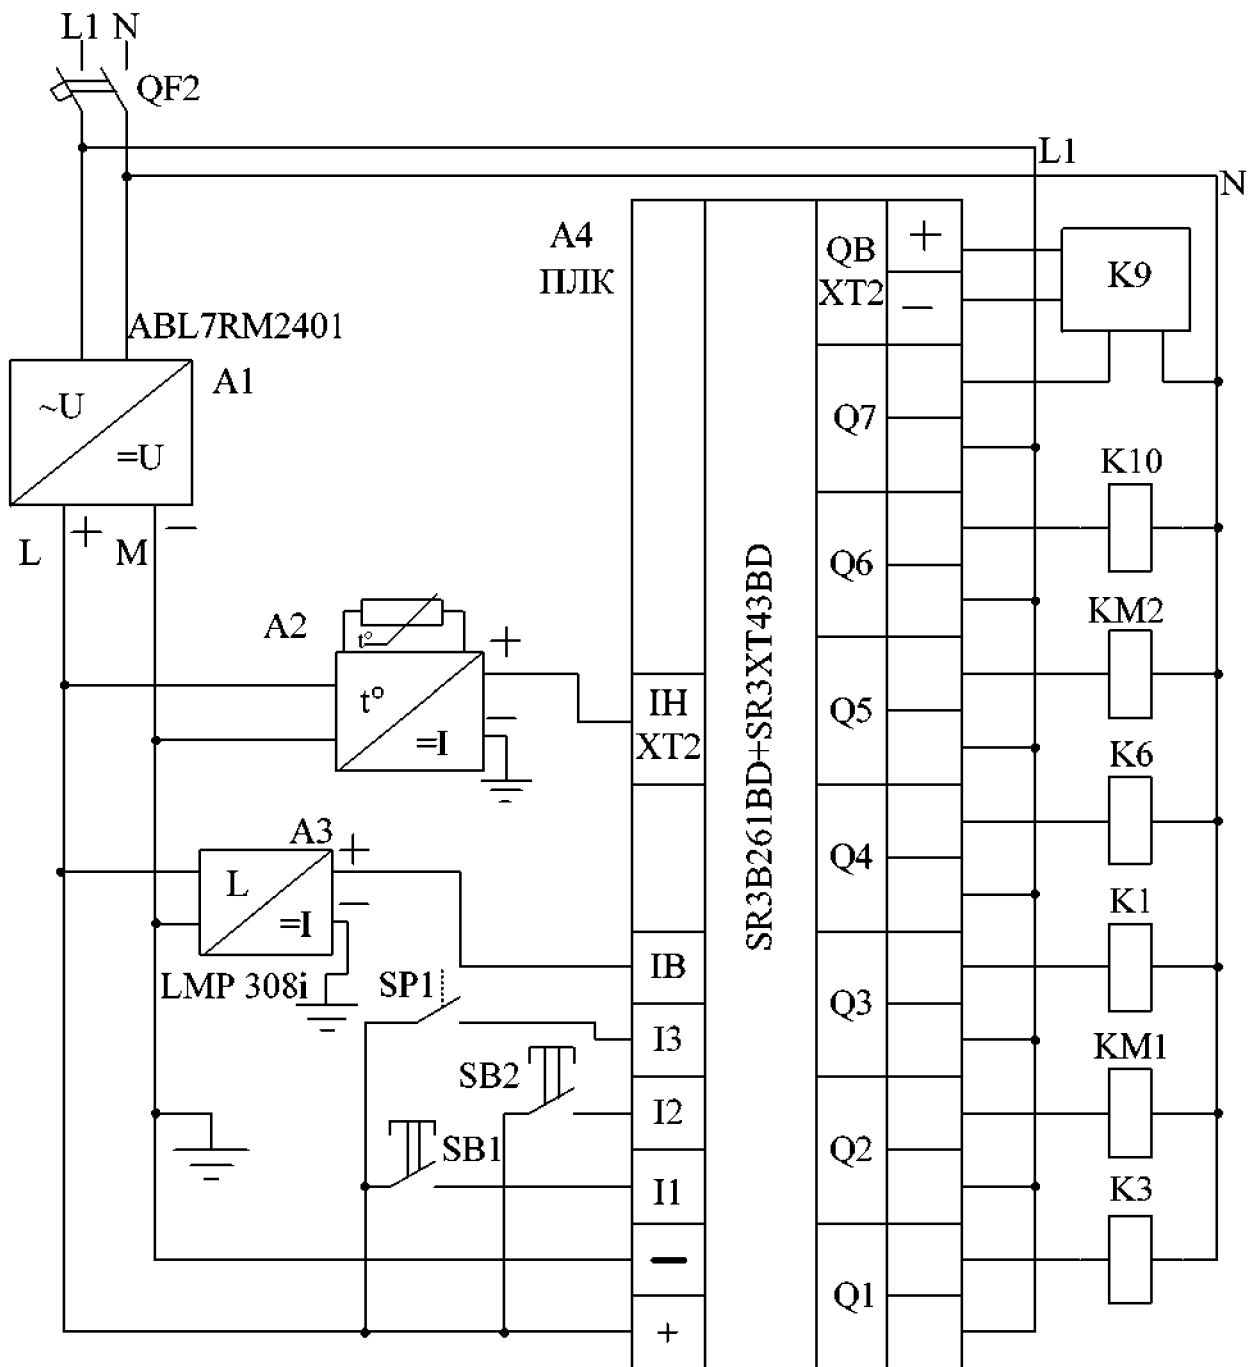 L1 N
QF2
L1
N
A4
ПЛК
QB
XT2
+
−
K9
ABL7RM2401
A1
~U
=U
Q7
K10
L
+
M
−
SR3B261BD+SR3XT43BD
Q6
A2
t°
+
KM2
t°
=I
−
IH
XT2
Q5
K6
A3
+
L
=I
−
Q4
K1
LMP 308i
SP1
IB
I3
Q3
KM1
SB2
I2
SB1
I1
Q2
K3
−
Q1
+